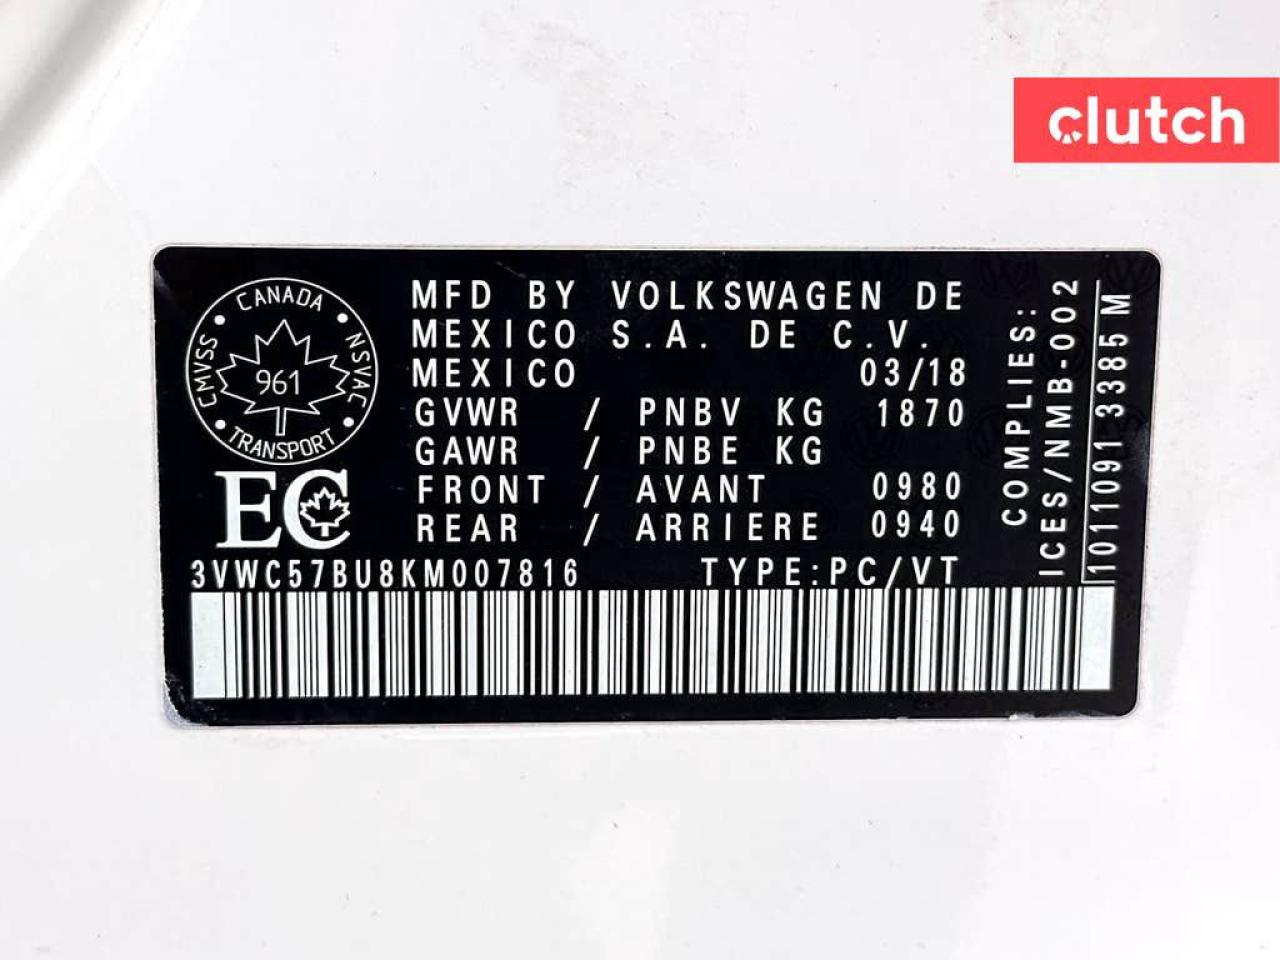 clutch
CANADA
CMVSS
NSVAC
961
TRANSPORT
EC
MFD BY VOLKSWAGEN DE
MEXICO S.A. DE C.V.
MEXICO 03/18
GVWR / PNBV KG 1870
GAWR / PNBE KG
FRONT / AVANT 0980
REAR / ARRIERE 0940
3VWC57BU8KM007816 TYPE:PC/VT
COMPLIES:
ICES/NMB-002
1011091 3385 M